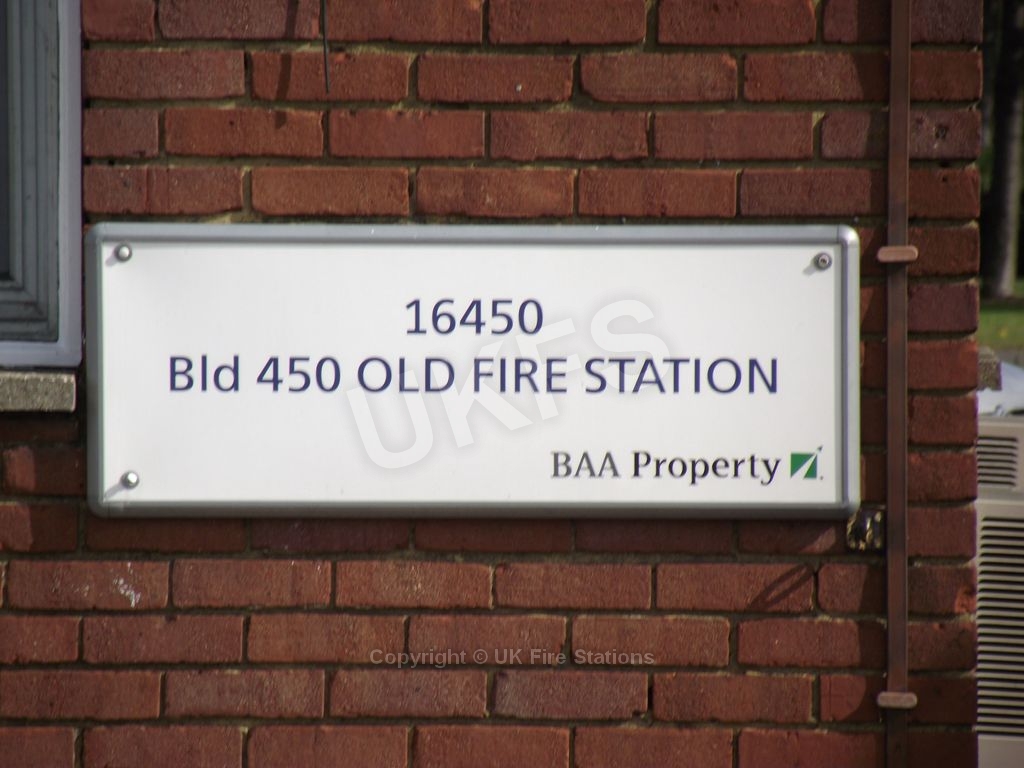 16450
Bld 450 OLD FIRE STATION
UKFS
BAA Property
Copyright © UK Fire Stations